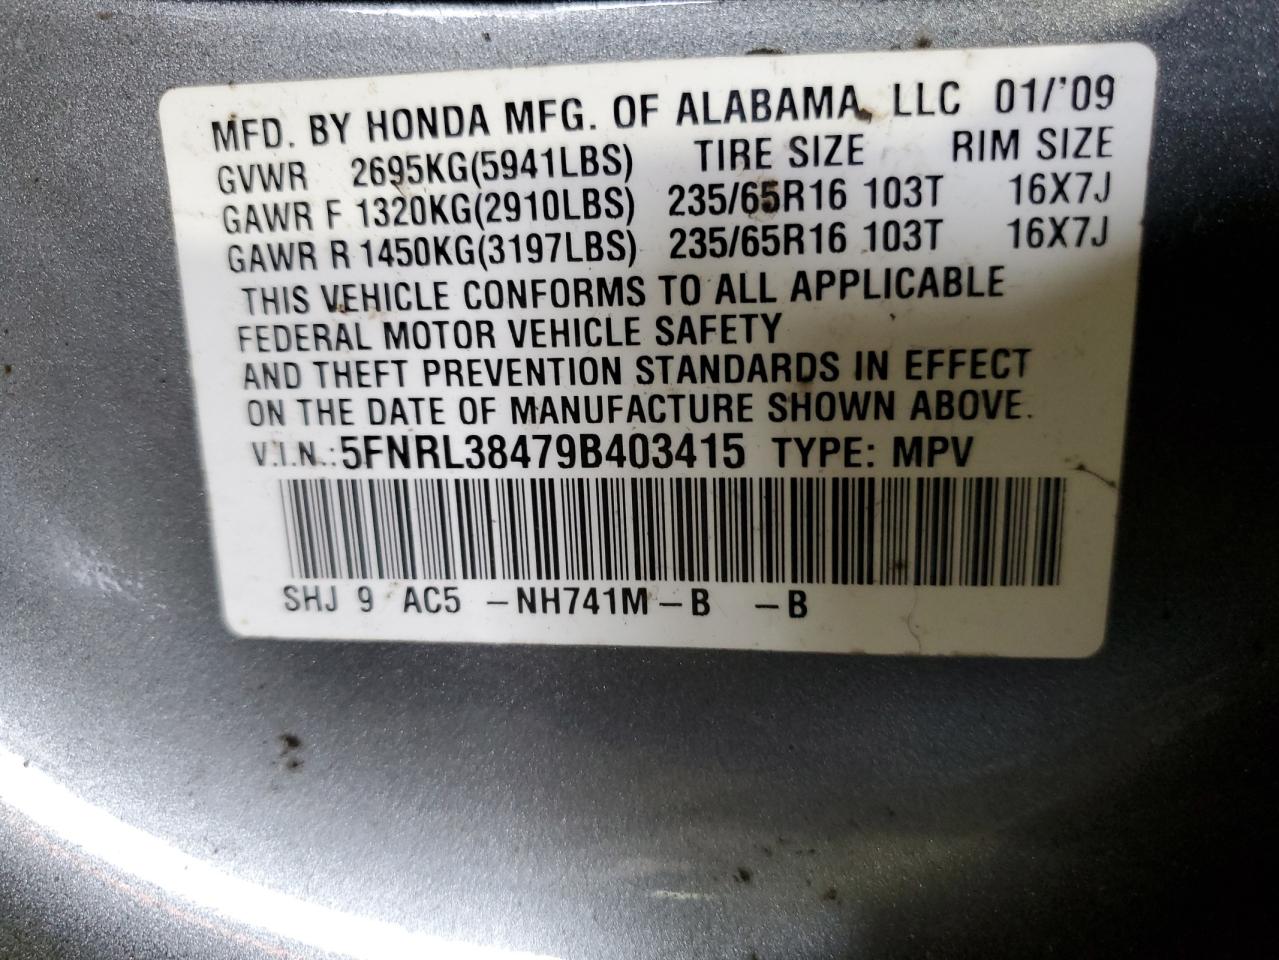 MFD. BY HONDA MFG. OF ALABAMA, LLC 01/'09
GVWR 2695KG(5941LBS) TIRE SIZE RIM SIZE
GAWR F 1320KG(2910LBS) 235/65R16 103T 16X7J
GAWR R 1450KG(3197LBS) 235/65R16 103T 16X7J
THIS VEHICLE CONFORMS TO ALL APPLICABLE
FEDERAL MOTOR VEHICLE SAFETY
AND THEFT PREVENTION STANDARDS IN EFFECT
ON THE DATE OF MANUFACTURE SHOWN ABOVE.
V.I.N.:5FNRL38479B403415 TYPE: MPV
SHJ 9 AC5 -NH741M-B -B